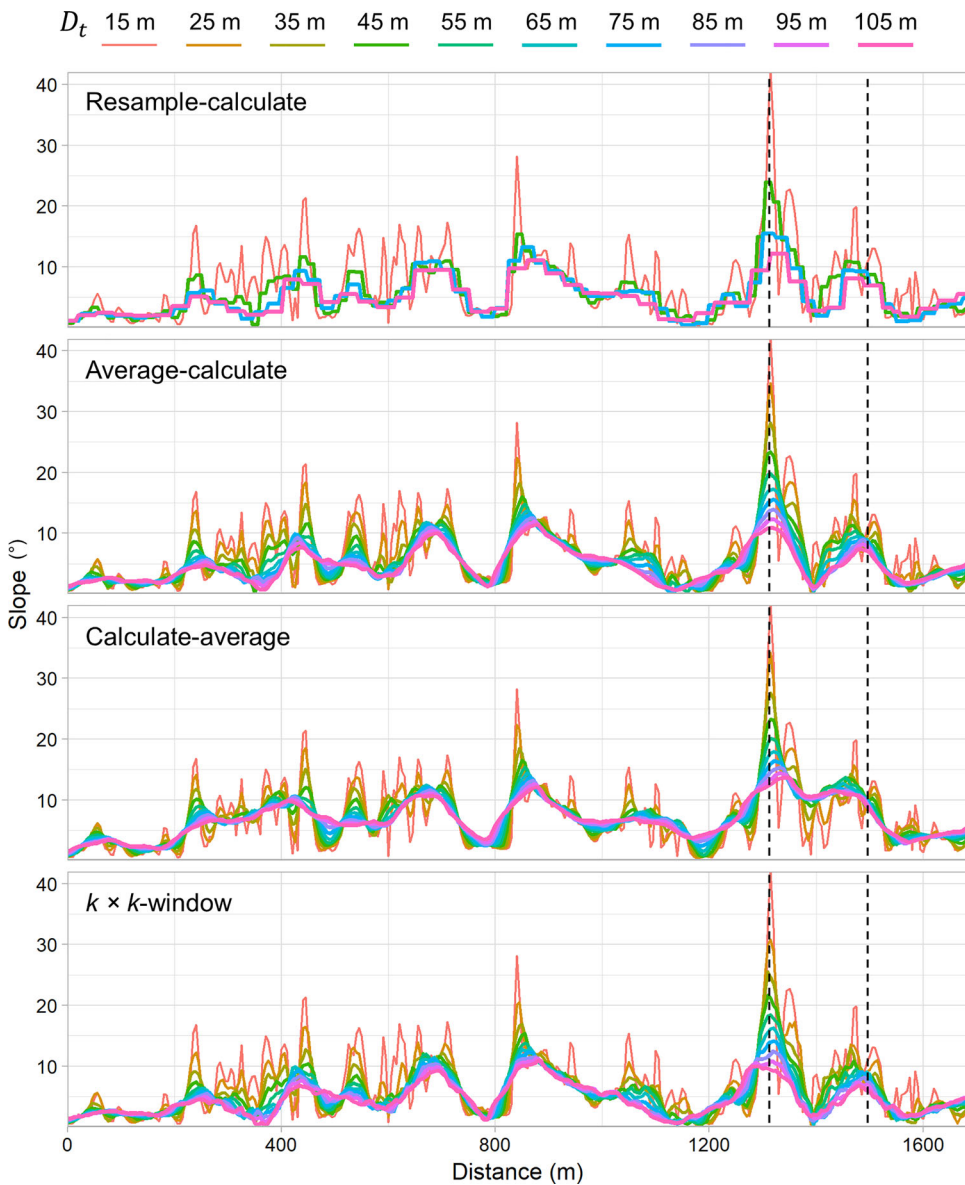 D_t 15 m 25 m 35 m 45 m 55 m 65 m 75 m 85 m 95 m 105 m
40
Resample-calculate
30
20
10
40
Average-calculate
30
20
10
Slope (°)
40
Calculate-average
30
20
10
40
k × k-window
30
20
10
0 400 800 1200 1600
Distance (m)